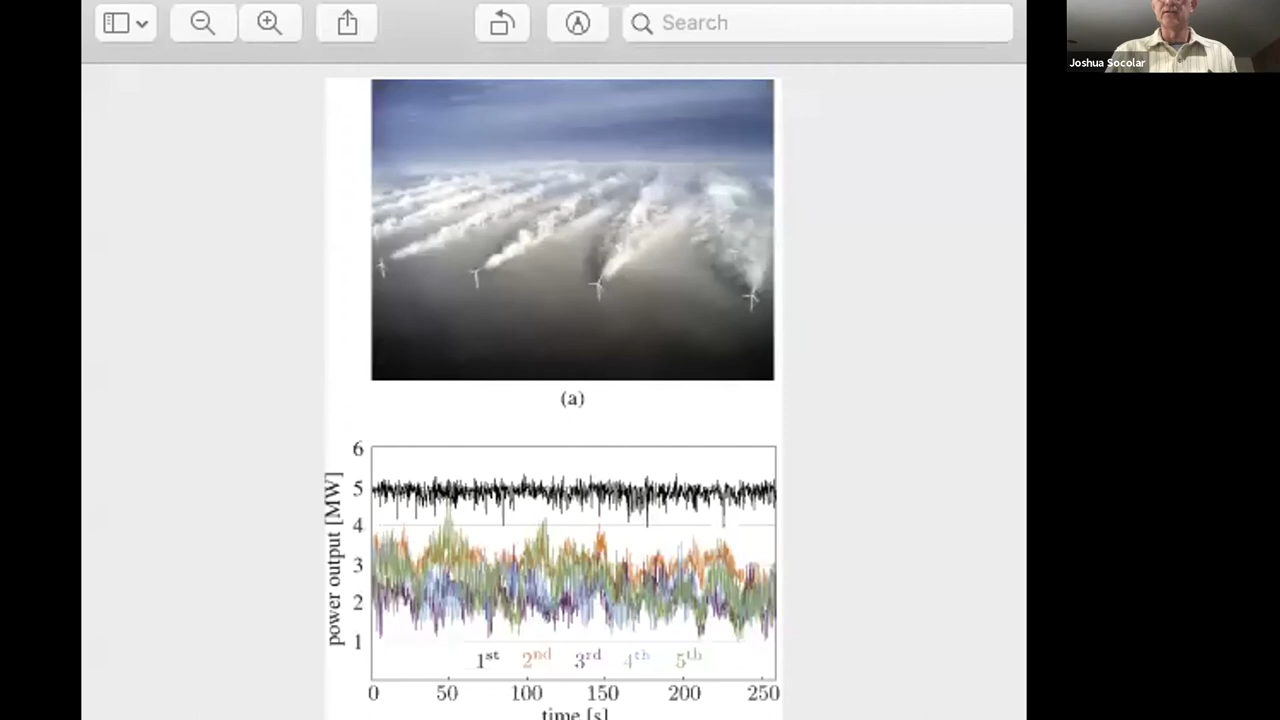 Search
Joshua Socolar
(a)
power output [MW]
6
5
4
3
2
1
1st 2nd 3rd 4th 5th
0 50 100 150 200 250
time [s]